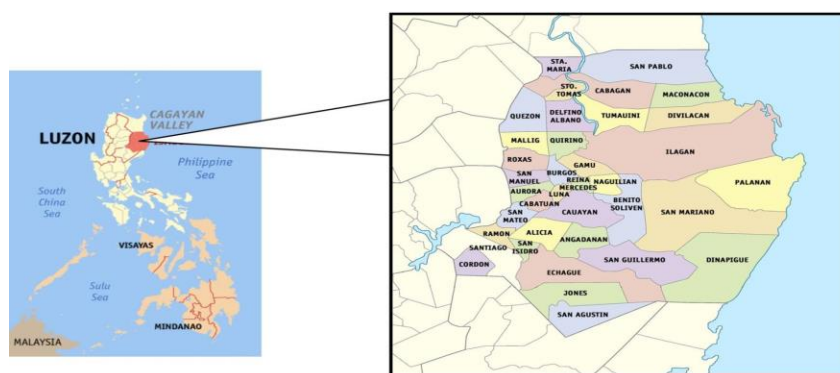 CAGAYAN
VALLEY
LUZON
Philippine
Sea
South
China
Sea
VISAYAS
Sulu
Sea
MINDANAO
MALAYSIA
STA.
MARIA
SAN PABLO
STO.
TOMAS
CABAGAN
MACONACON
QUEZON
DELFINO
ALBANO
TUMAUINI
DIVILACAN
MALLIG
QUIRINO
ILAGAN
ROXAS
GAMU
BURGOS
SAN
MANUEL
REINA
MERCEDES
NAGUILIAN
PALANAN
AURORA
LUNA
CABATUAN
BENITO
SOLIVEN
SAN
MATEO
CAUAYAN
SAN MARIANO
RAMON
ALICIA
ANGADANAN
SANTIAGO
SAN
ISIDRO
CORDON
SAN GUILLERMO
DINAPIGUE
ECHAGUE
JONES
SAN AGUSTIN